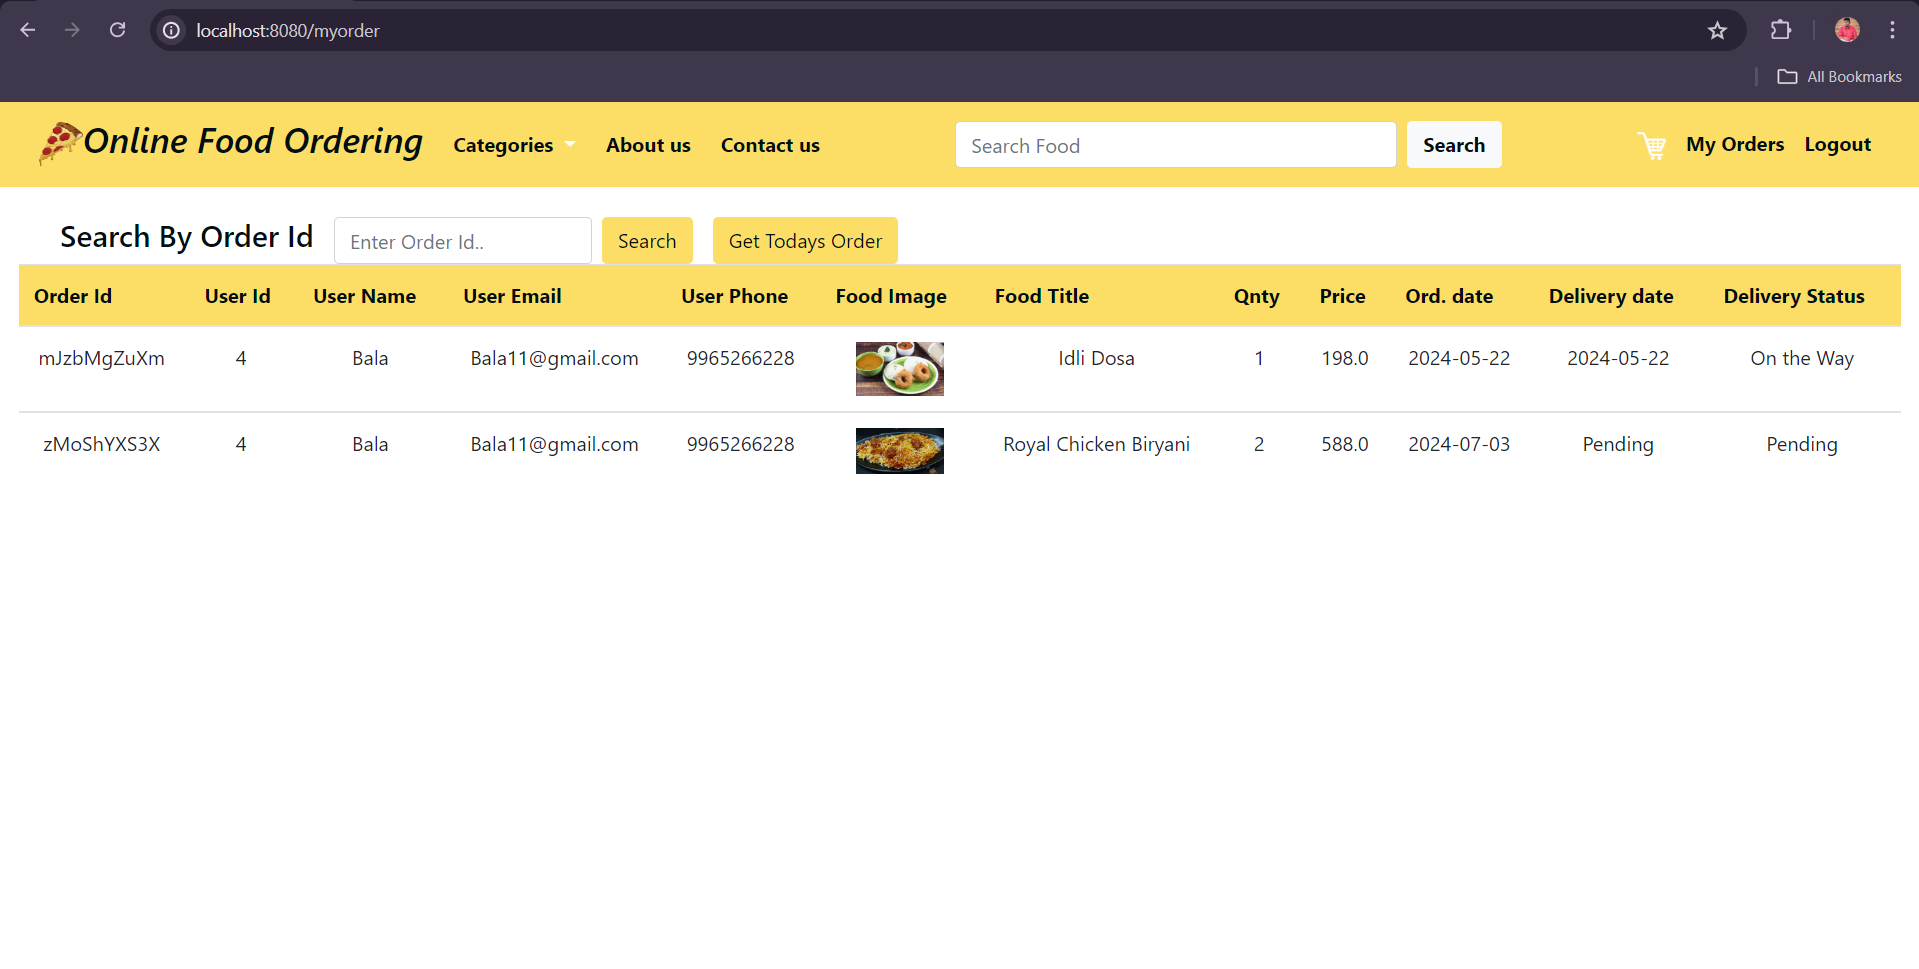 localhost:8080/myorder
All Bookmarks
Online Food Ordering Categories About us Contact us Search Food Search My Orders Logout
Search By Order Id Enter Order Id.. Search Get Todays Order
Order Id User Id User Name User Email User Phone Food Image Food Title Qnty Price Ord. date Delivery date Delivery Status
mJzbMgZuXm 4 Bala Bala11@gmail.com 9965266228 Idli Dosa 1 198.0 2024-05-22 2024-05-22 On the Way
zMoShYXS3X 4 Bala Bala11@gmail.com 9965266228 Royal Chicken Biryani 2 588.0 2024-07-03 Pending Pending